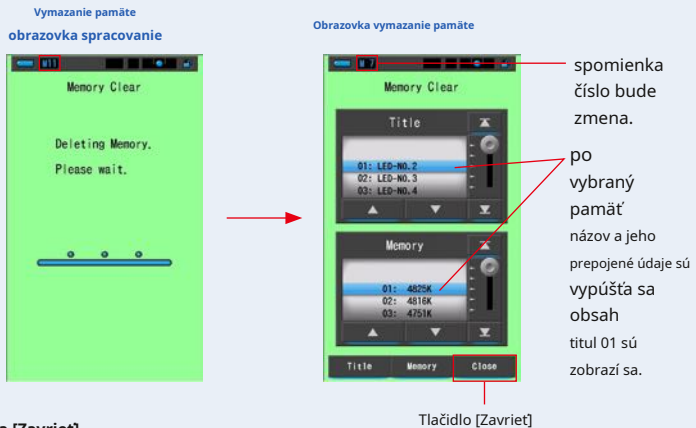 Vymazanie pamäte
obrazovka spracovanie
M11
Memory Clear
Deleting Memory.
Please wait.
Obrazovka vymazanie pamäte
M 7
Memory Clear
Title
01: LED-NO.2
02: LED-NO.3
03: LED-NO.4
Memory
01: 4825K
02: 4816K
03: 4751K
Title Memory Close
spomienka
číslo bude
zmena.
po
vybraný
pamäť
názov a jeho
prepojené údaje sú
vypúšťa sa
obsah
titul 01 sú
zobrazí sa.
Tlačidlo [Zavrieť]
[Zavrieť]